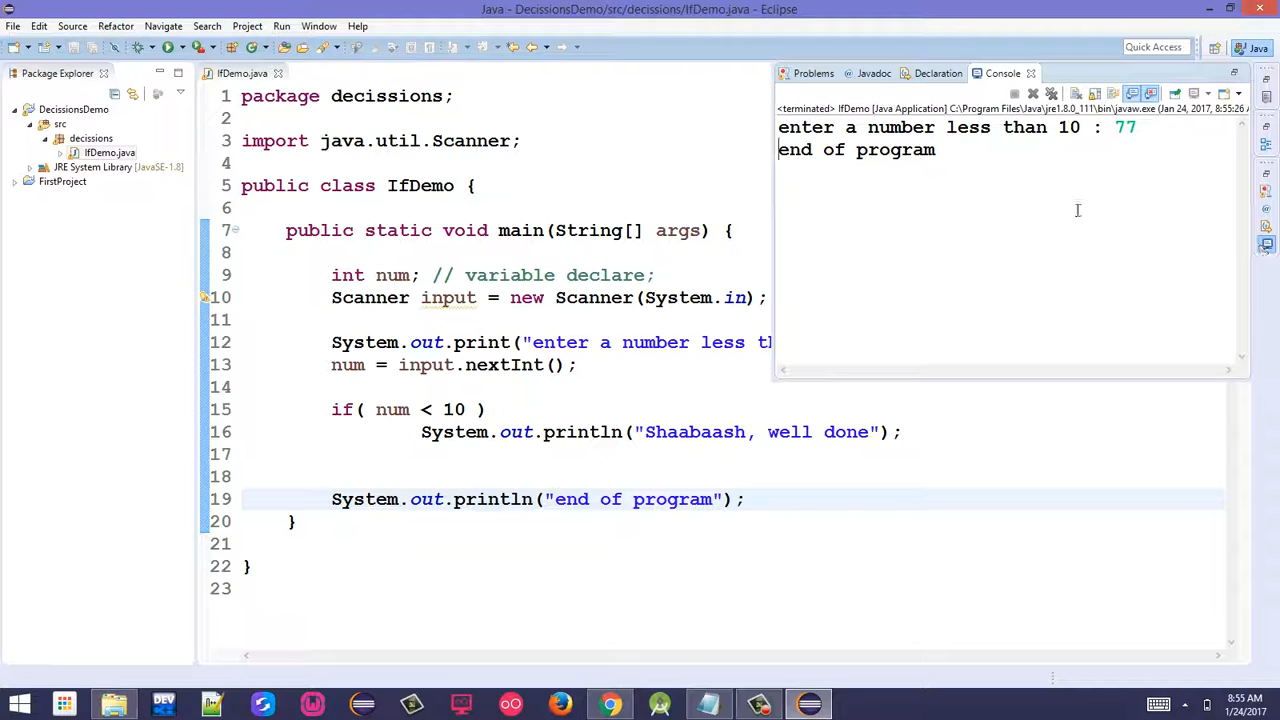 Java - DecissionsDemo/src/decissions/IfDemo.java - Eclipse
File Edit Source Refactor Navigate Search Project Run Window Help
Quick Access
Java
Package Explorer
DecissionsDemo
src
decissions
IfDemo.java
JRE System Library [JavaSE-1.8]
FirstProject
IfDemo.java
1 package decissions;
2
3 import java.util.Scanner;
4
5 public class IfDemo {
6
7 public static void main(String[] args) {
8
9 int num; // variable declare;
10 Scanner input = new Scanner(System.in);
11
12 System.out.print("enter a number less th
13 num = input.nextInt();
14
15 if( num < 10 )
16 System.out.println("Shaabaash, well done");
17
18
19 System.out.println("end of program");
20 }
21
22 }
23
Problems Javadoc Declaration Console
<terminated> IfDemo [Java Application] C:\Program Files\Java\jre1.8.0_111\bin\javaw.exe (Jan 24, 2017, 8:55:26 A
enter a number less than 10 : 77
end of program
DEV
8:55 AM
1/24/2017